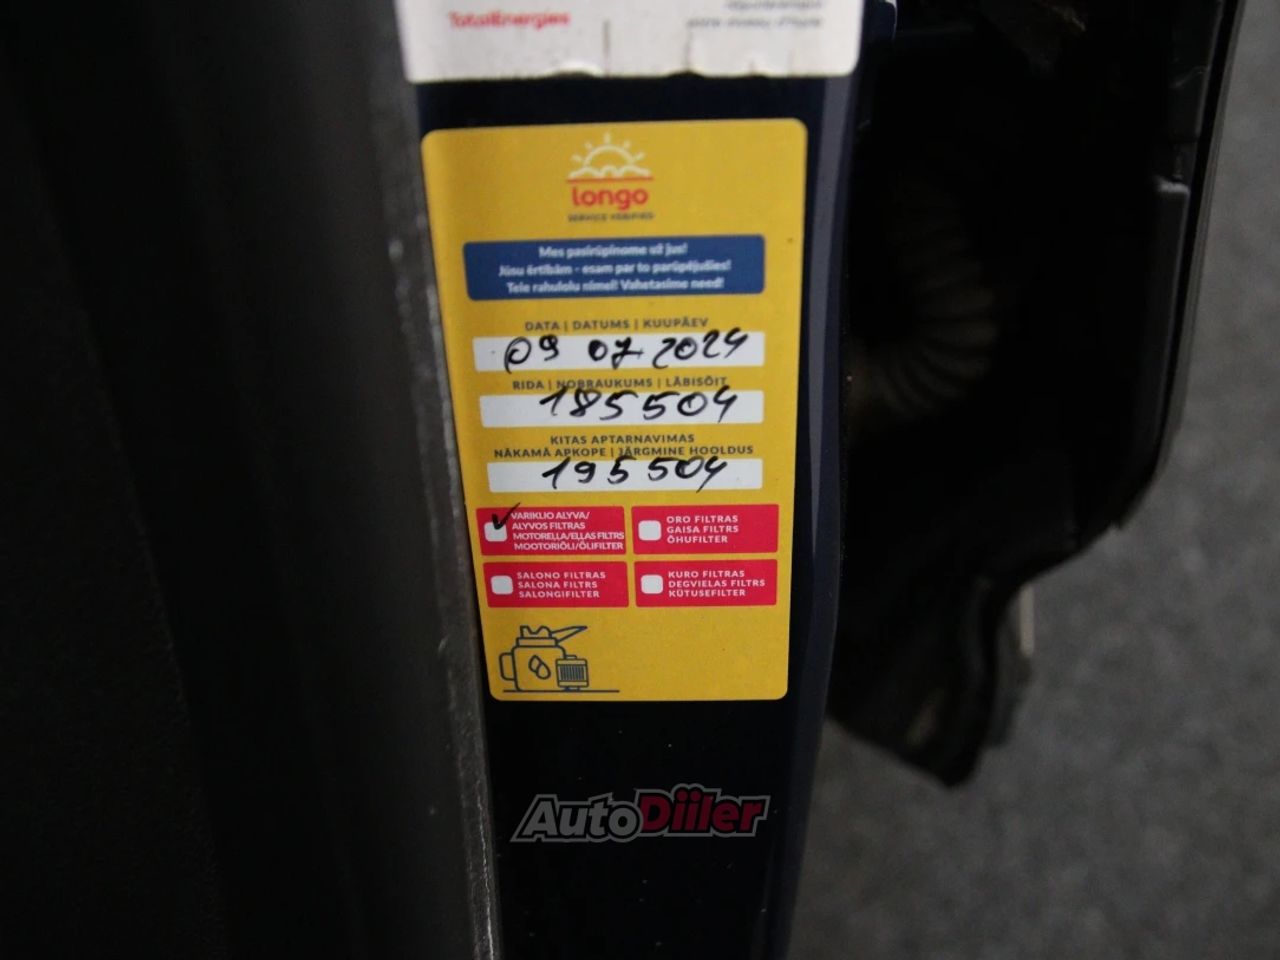 TotalEnergies
longo
SERVICE VERIFIED
Mes pasirūpinome už jus!
Jūsu ērtībām - esam par to parūpējušies!
Teie rahulolu nimel! Vahetasime need!
DATA | DATUMS | KUUPÄEV
09 07.2024
RIDA | NOBRAUKUMS | LÄBISÕIT
185504
KITAS APTARNAVIMAS
NĀKAMĀ APKOPE | JÄRGMINE HOOLDUS
195504
VARIKLIO ALYVA/
ALYVOS FILTRAS
MOTOREĻĻA/EĻĻAS FILTRS
MOOTORIÕLI/ÕLIFILTER
ORO FILTRAS
GAISA FILTRS
ÕHUFILTER
SALONO FILTRAS
SALONA FILTRS
SALONGIFILTER
KURO FILTRAS
DEGVIELAS FILTRS
KÜTUSEFILTER
AutoDiiler